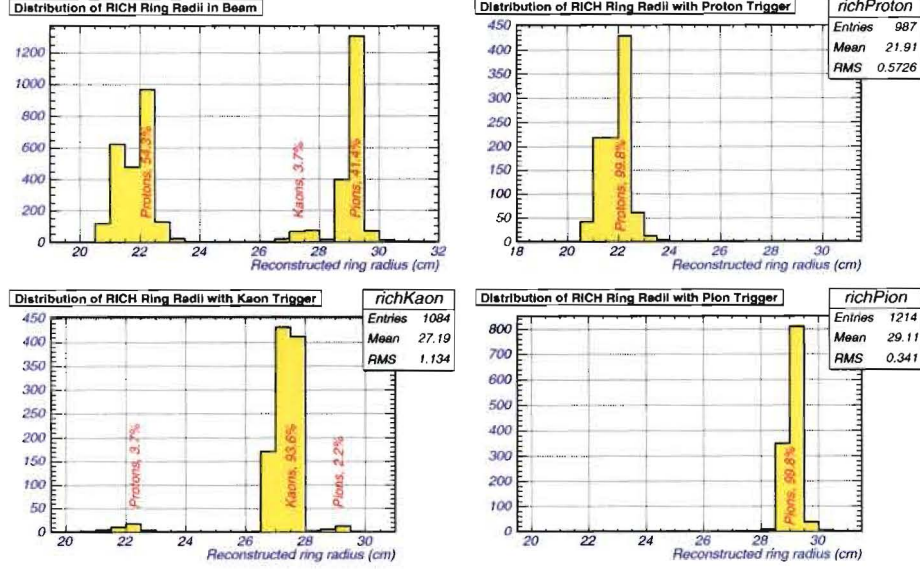 Distribution of RICH Ring Radii in Beam
1200
1000
800
600
400
200
0
Protons, 54.3%
Kaons, 3.7%
Pions, 41.4%
20 22 24 26 28 30 32
Reconstructed ring radius (cm)
Distribution of RICH Ring Radii with Proton Trigger
richProton
Entries 987
Mean 21.91
RMS 0.5726
450
400
350
300
250
200
150
100
50
0
Protons, 99.8%
18 20 22 24 26 28 30
Reconstructed ring radius (cm)
Distribution of RICH Ring Radii with Kaon Trigger
richKaon
Entries 1084
Mean 27.19
RMS 1.134
450
400
350
300
250
200
150
100
50
0
Protons, 3.7%
Kaons, 93.6%
Pions, 2.2%
20 22 24 26 28 30
Reconstructed ring radius (cm)
Distribution of RICH Ring Radii with Pion Trigger
richPion
Entries 1214
Mean 29.11
RMS 0.341
800
700
600
500
400
300
200
100
0
Pions, 99.8%
20 22 24 26 28 30
Reconstructed ring radius (cm)